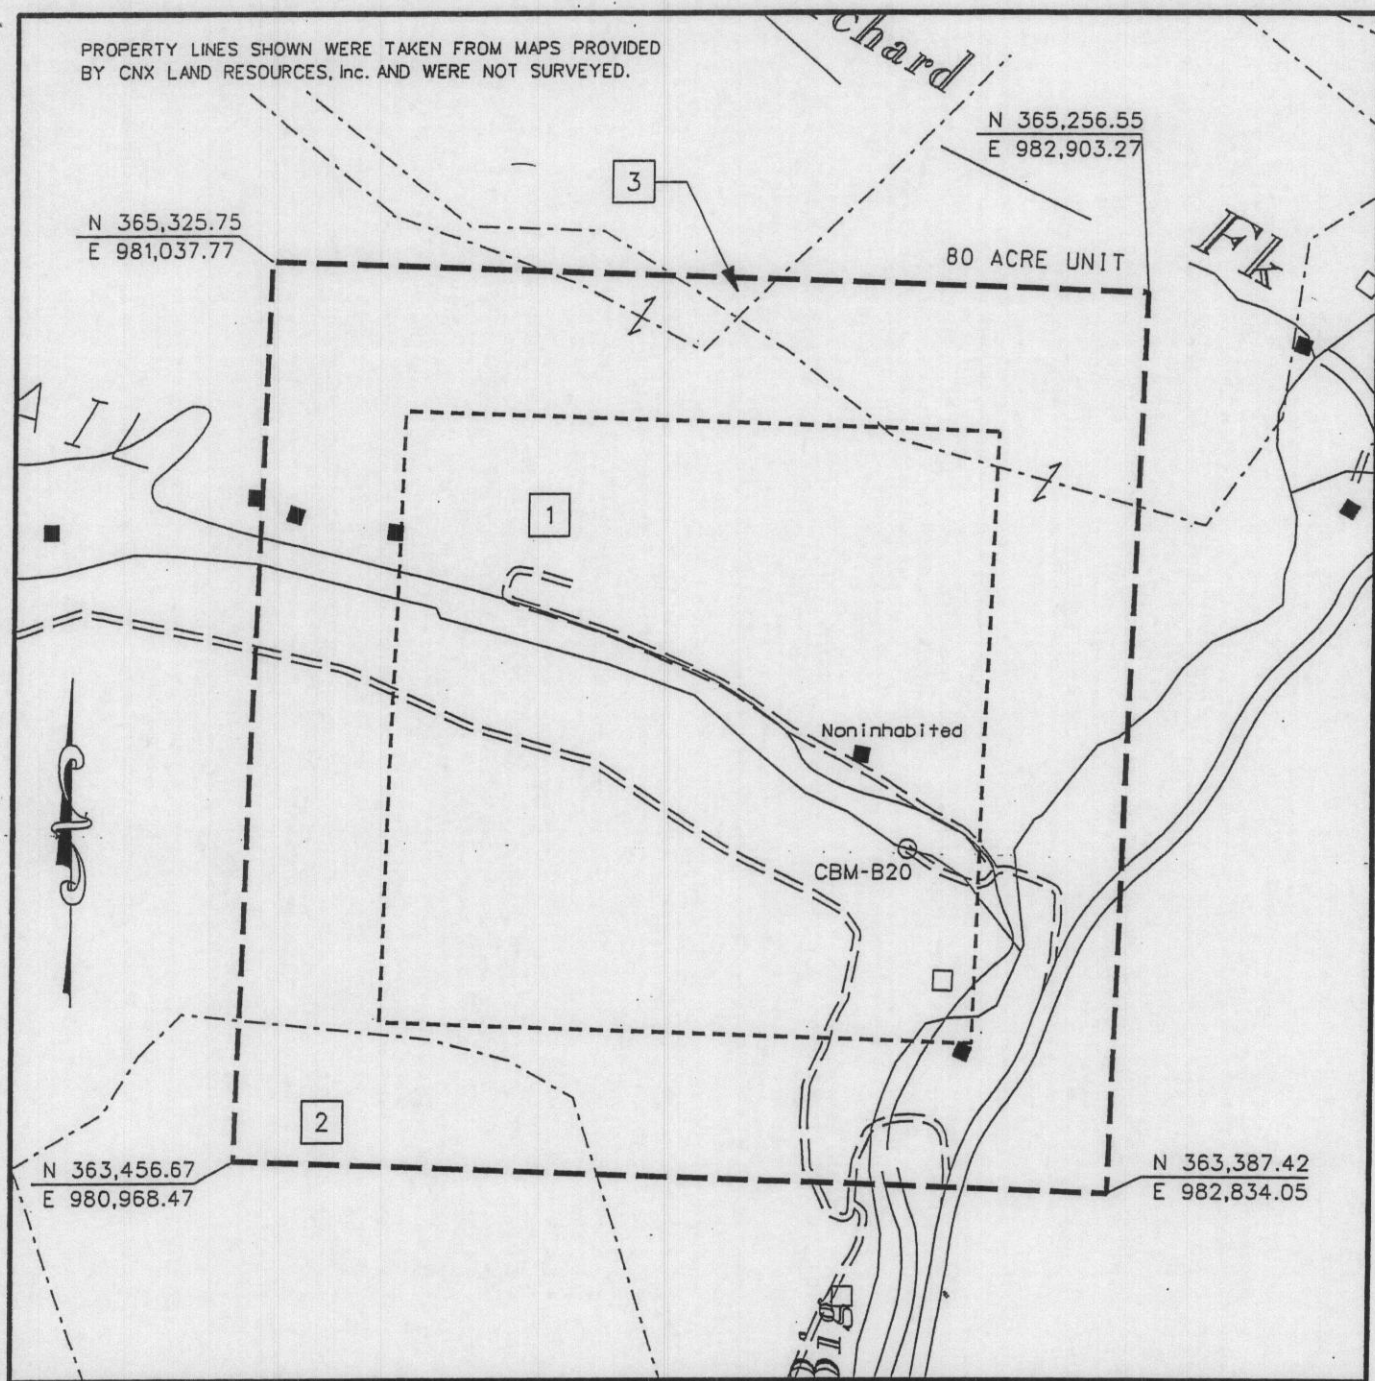 PROPERTY LINES SHOWN WERE TAKEN FROM MAPS PROVIDED
BY CNX LAND RESOURCES, Inc. AND WERE NOT SURVEYED.
chard
N 365,256.55
E 982,903.27
3
N 365,325.75
E 981,037.77
80 ACRE UNIT
Fk
AIL
1
Noninhabited
CBM-B20
2
N 363,456.67
E 980,968.47
N 363,387.42
E 982,834.05
Big